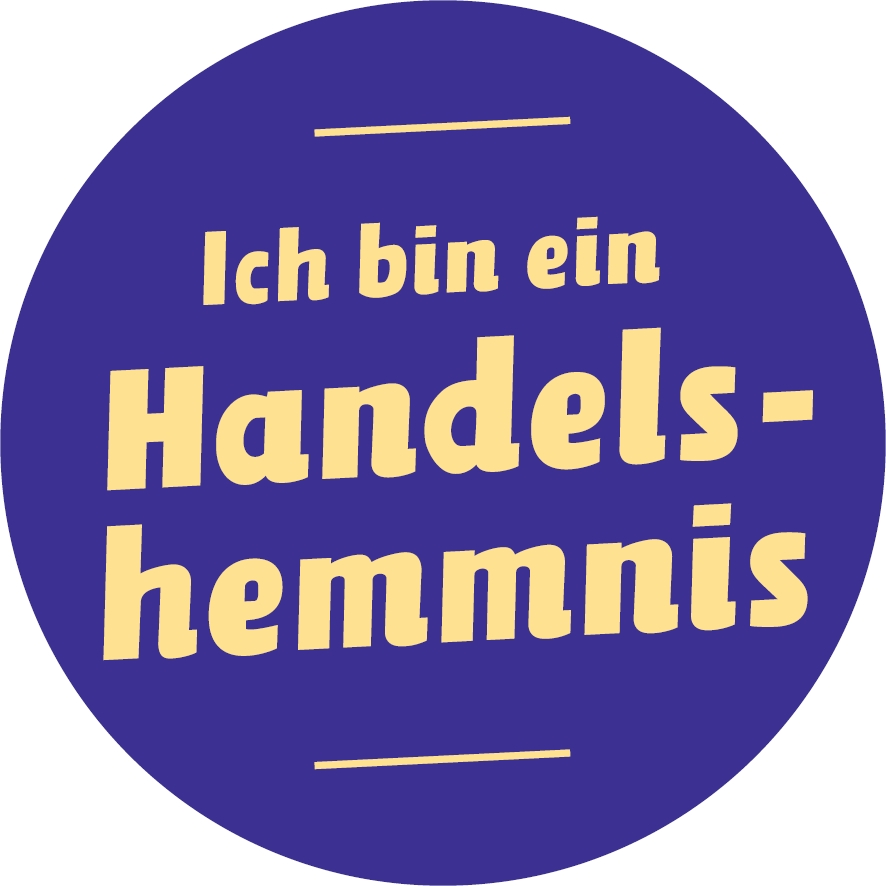 Ich bin ein
Handels-
hemmnis